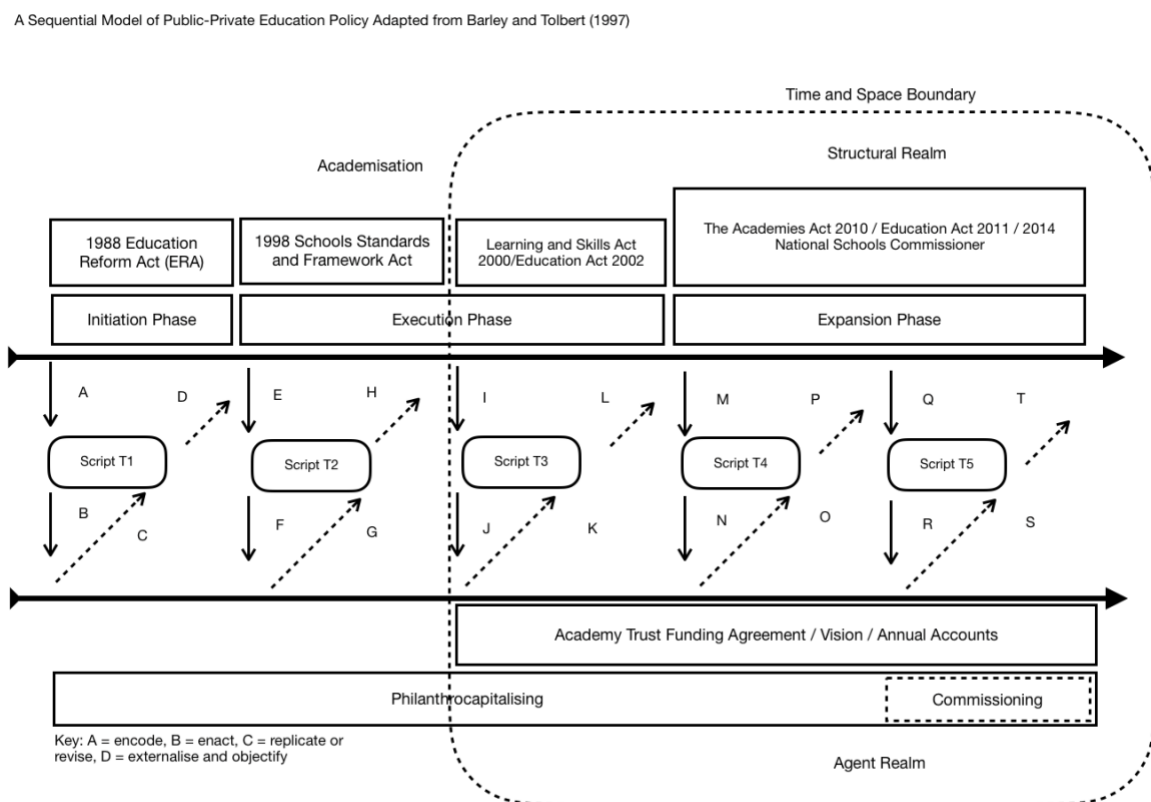 A Sequential Model of Public-Private Education Policy Adapted from Barley and Tolbert (1997)
Time and Space Boundary
Structural Realm
Academisation
1988 Education
Reform Act (ERA)
1998 Schools Standards
and Framework Act
Learning and Skills Act
2000/Education Act 2002
The Academies Act 2010 / Education Act 2011 / 2014
National Schools Commissioner
Initiation Phase
Execution Phase
Expansion Phase
A
D
E
H
I
L
M
P
Q
T
Script T1
Script T2
Script T3
Script T4
Script T5
B
C
F
G
J
K
N
O
R
S
Academy Trust Funding Agreement / Vision / Annual Accounts
Philanthrocapitalising
Commissioning
Key: A = encode, B = enact, C = replicate or
revise, D = externalise and objectify
Agent Realm